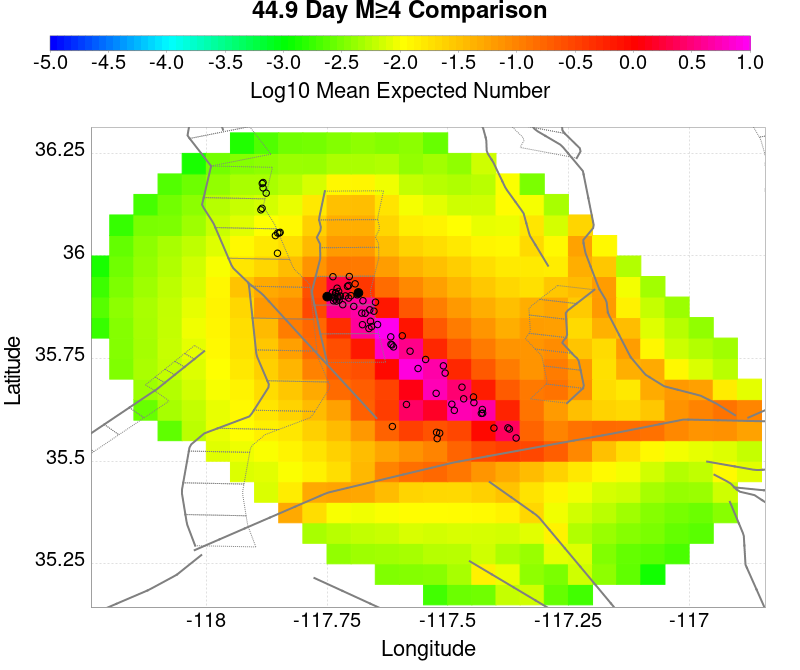 44.9 Day M≥4 Comparison
-5.0 -4.5 -4.0 -3.5 -3.0 -2.5 -2.0 -1.5 -1.0 -0.5 0.0 0.5 1.0
Log10 Mean Expected Number
36.25
36
35.75
35.5
35.25
Latitude
-118 -117.75 -117.5 -117.25 -117
Longitude